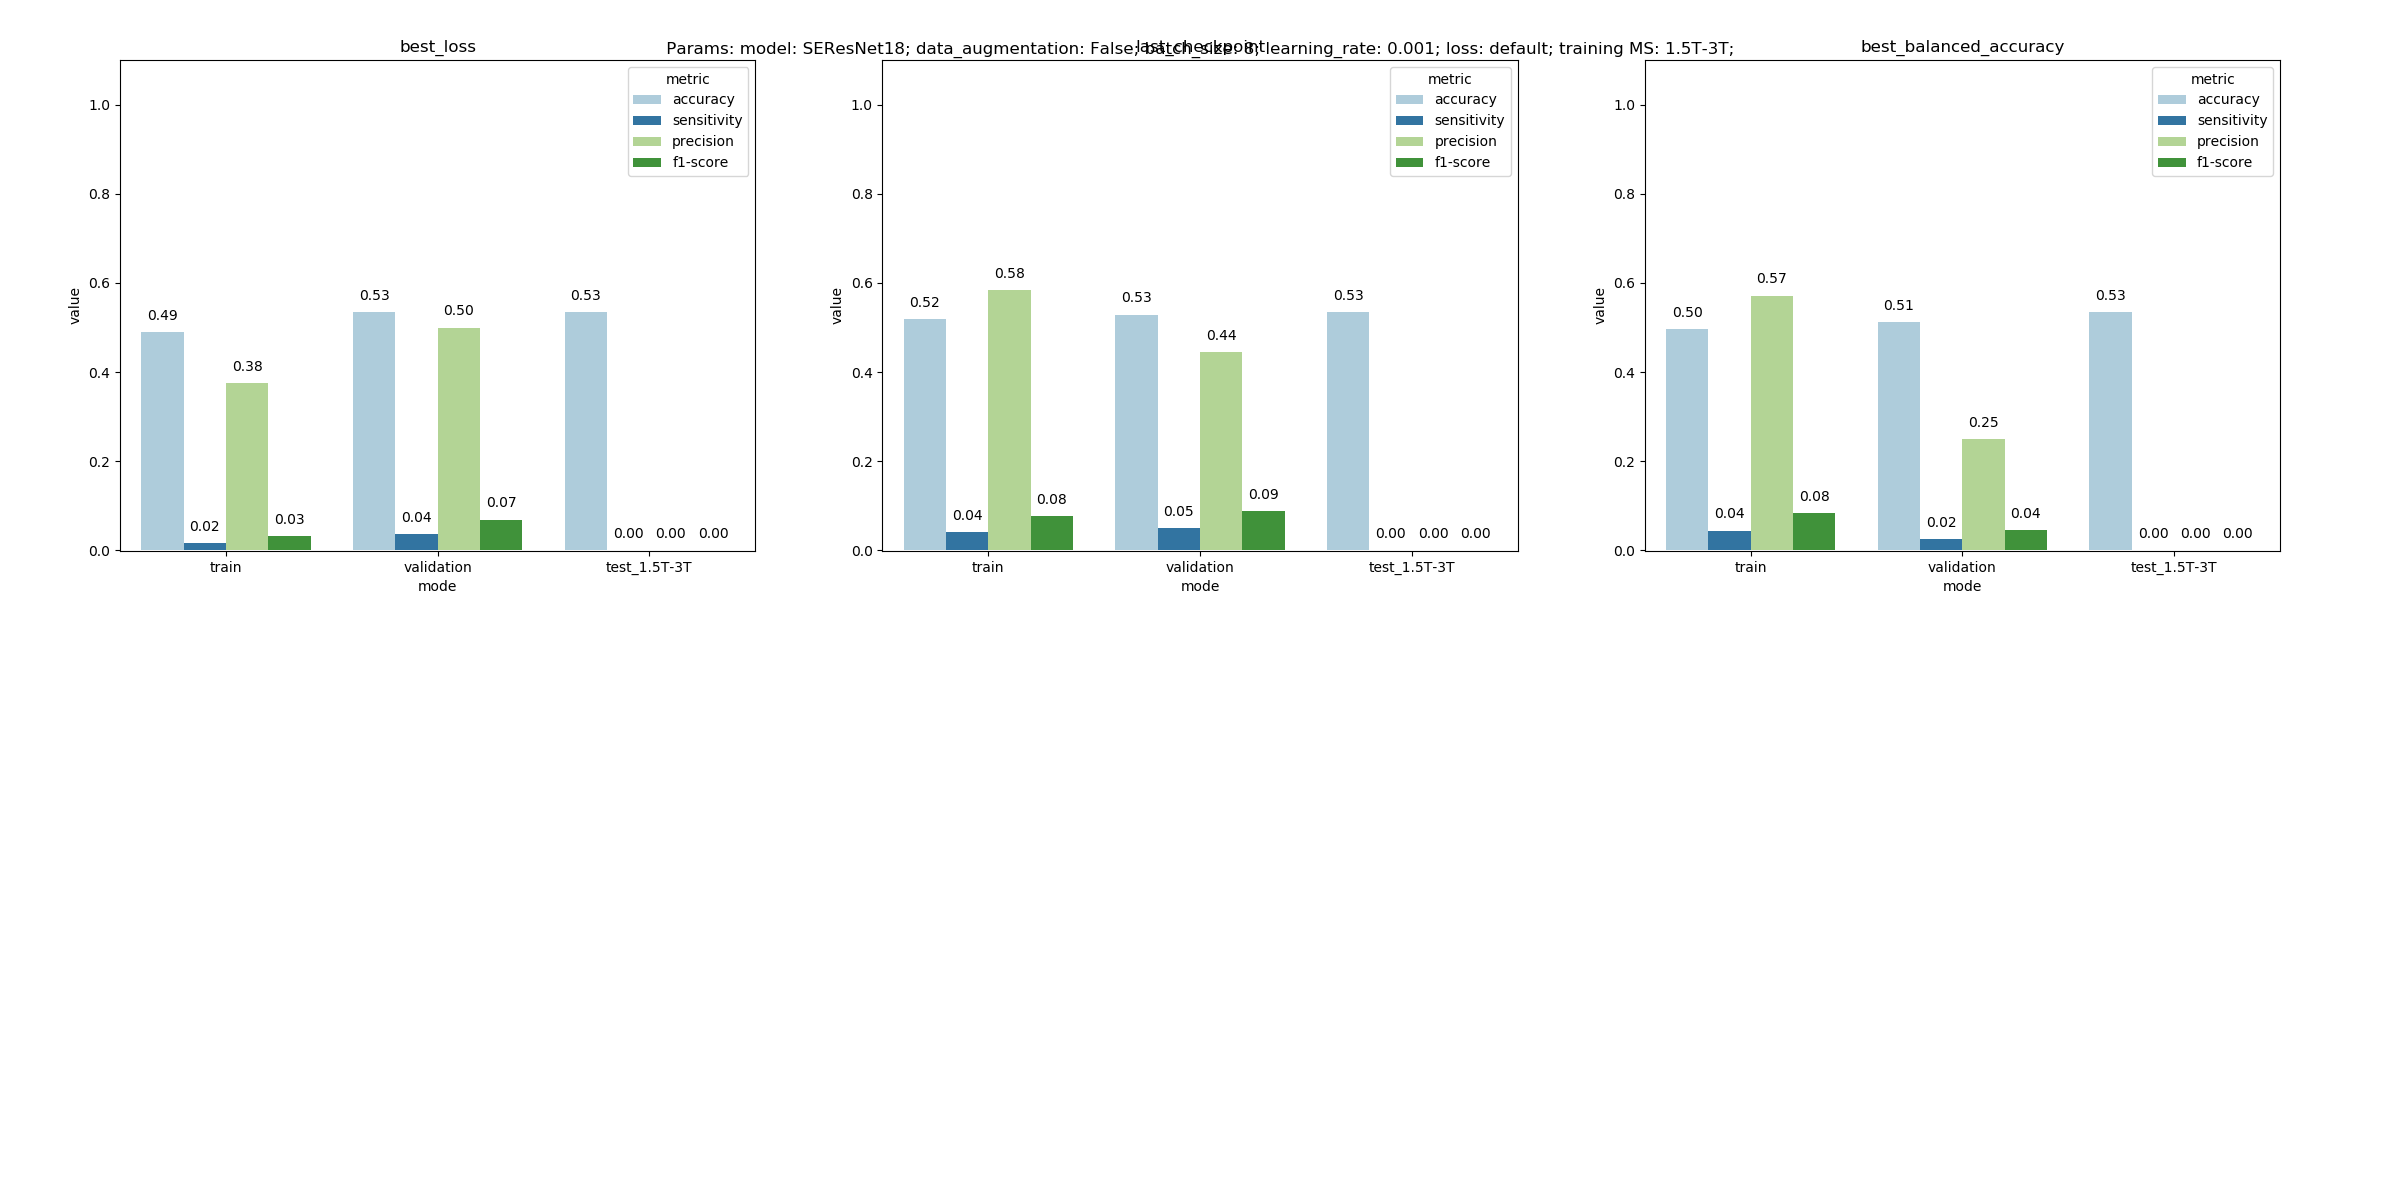 Params: model: SEResNet18; data_augmentation: False; batch_size: 8; learning_rate: 0.001; loss: default; training MS: 1.5T-3T;
best_loss
metric
accuracy
sensitivity
precision
f1-score
value
1.0
0.8
0.6
0.4
0.2
0.0
0.49
0.02
0.38
0.03
0.53
0.04
0.50
0.07
0.53
0.00
0.00
0.00
train
validation
test_1.5T-3T
mode
last_checkpoint
metric
accuracy
sensitivity
precision
f1-score
value
1.0
0.8
0.6
0.4
0.2
0.0
0.52
0.04
0.58
0.08
0.53
0.05
0.44
0.09
0.53
0.00
0.00
0.00
train
validation
test_1.5T-3T
mode
best_balanced_accuracy
metric
accuracy
sensitivity
precision
f1-score
value
1.0
0.8
0.6
0.4
0.2
0.0
0.50
0.04
0.57
0.08
0.51
0.02
0.25
0.04
0.53
0.00
0.00
0.00
train
validation
test_1.5T-3T
mode